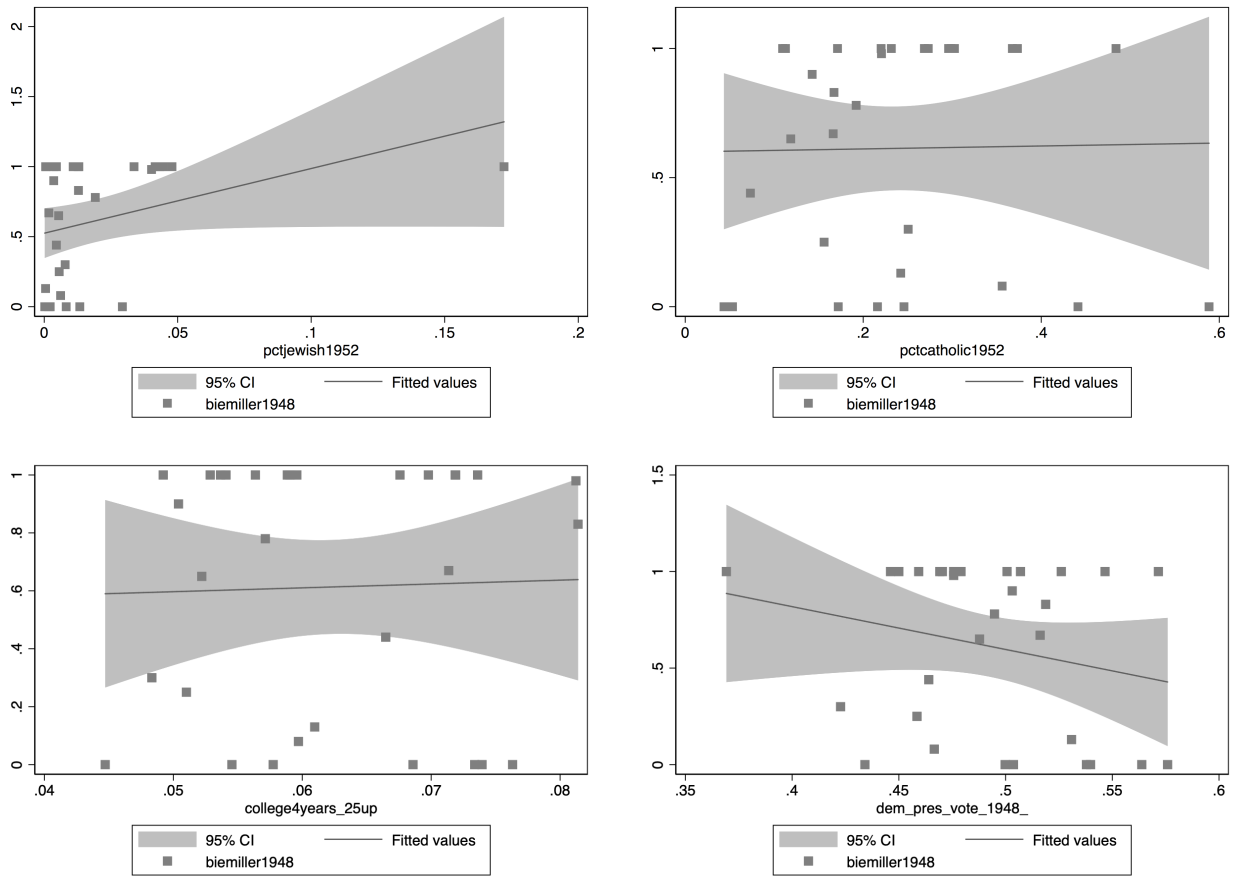 2
1.5
1
.5
0
0 .05 .1 .15 .2
pctjewish1952
95% CI Fitted values
biemiller1948
1
.5
0
0 .2 .4 .6
pctcatholic1952
95% CI Fitted values
biemiller1948
1
.8
.6
.4
.2
0
.04 .05 .06 .07 .08
college4years_25up
95% CI Fitted values
biemiller1948
1.5
1
.5
0
.35 .4 .45 .5 .55 .6
dem_pres_vote_1948_
95% CI Fitted values
biemiller1948